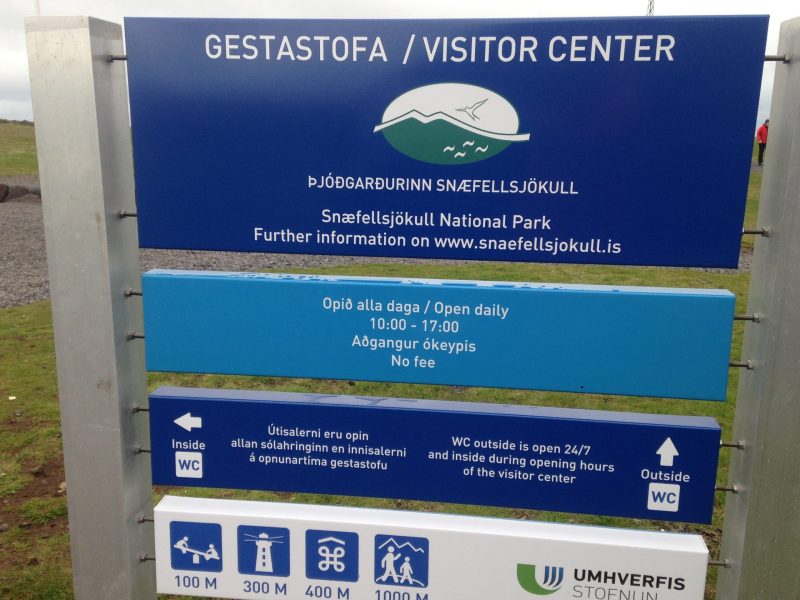 GESTASTOFA / VISITOR CENTER
ÞJÓÐGARÐURINN SNÆFELLSJÖKULL
Snæfellsjökull National Park
Further information on www.snaefellsjokull.is
Opið alla daga / Open daily
10:00 - 17:00
Aðgangur ókeypis
No fee
Inside
WC
Útisalerni eru opin
allan sólahringinn en innisalerni
á opnunartíma gestastofu
WC outside is open 24/7
and inside during opening hours
of the visitor center
Outside
WC
100 M
300 M
400 M
1000 M
UMHVERFIS
STOFNUN